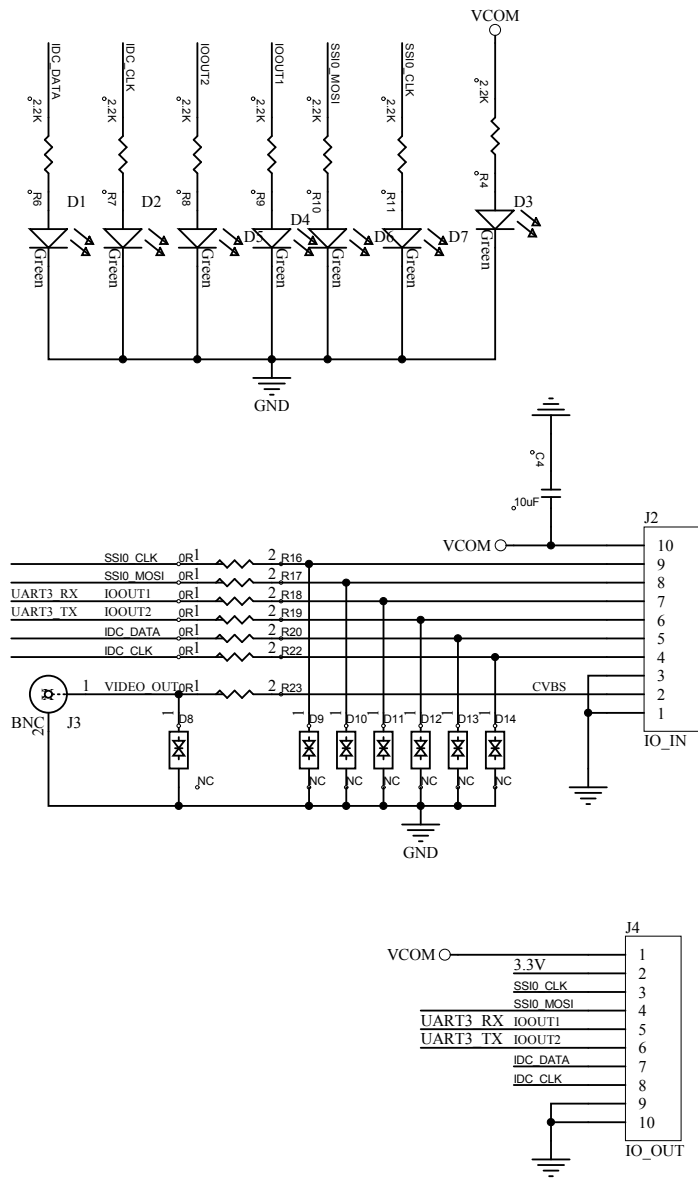 VCOM
IDC_DATA
IDC_CLK
IOOUT2
IOOUT1
SSI0_MOSI
SSI0_CLK
2.2K
2.2K
2.2K
2.2K
2.2K
2.2K
2.2K
R6
D1
R7
D2
R8
D5
R9
D4
R10
D6
R11
D7
R4
D3
Green
Green
Green
Green
Green
Green
Green
GND
C4
10uF
J2
VCOM
10
SSI0_CLK 0R 1 2 R16 9
SSI0_MOSI 0R 1 2 R17 8
UART3_RX IOOUT1 0R 1 2 R18 7
UART3_TX IOOUT2 0R 1 2 R19 6
IDC_DATA 0R 1 2 R20 5
IDC_CLK 0R 1 2 R22 4
3
1 VIDEO_OUT 0R 1 2 R23 CVBS 2
1
BNC 2 J3
1 D8
1 D9
1 D10
1 D11
1 D12
1 D13
1 D14
IO_IN
NC
NC
NC
NC
NC
NC
NC
GND
J4
VCOM 1
3.3V 2
SSI0_CLK 3
SSI0_MOSI 4
UART3_RX IOOUT1 5
UART3_TX IOOUT2 6
IDC_DATA 7
IDC_CLK 8
9
10
IO_OUT